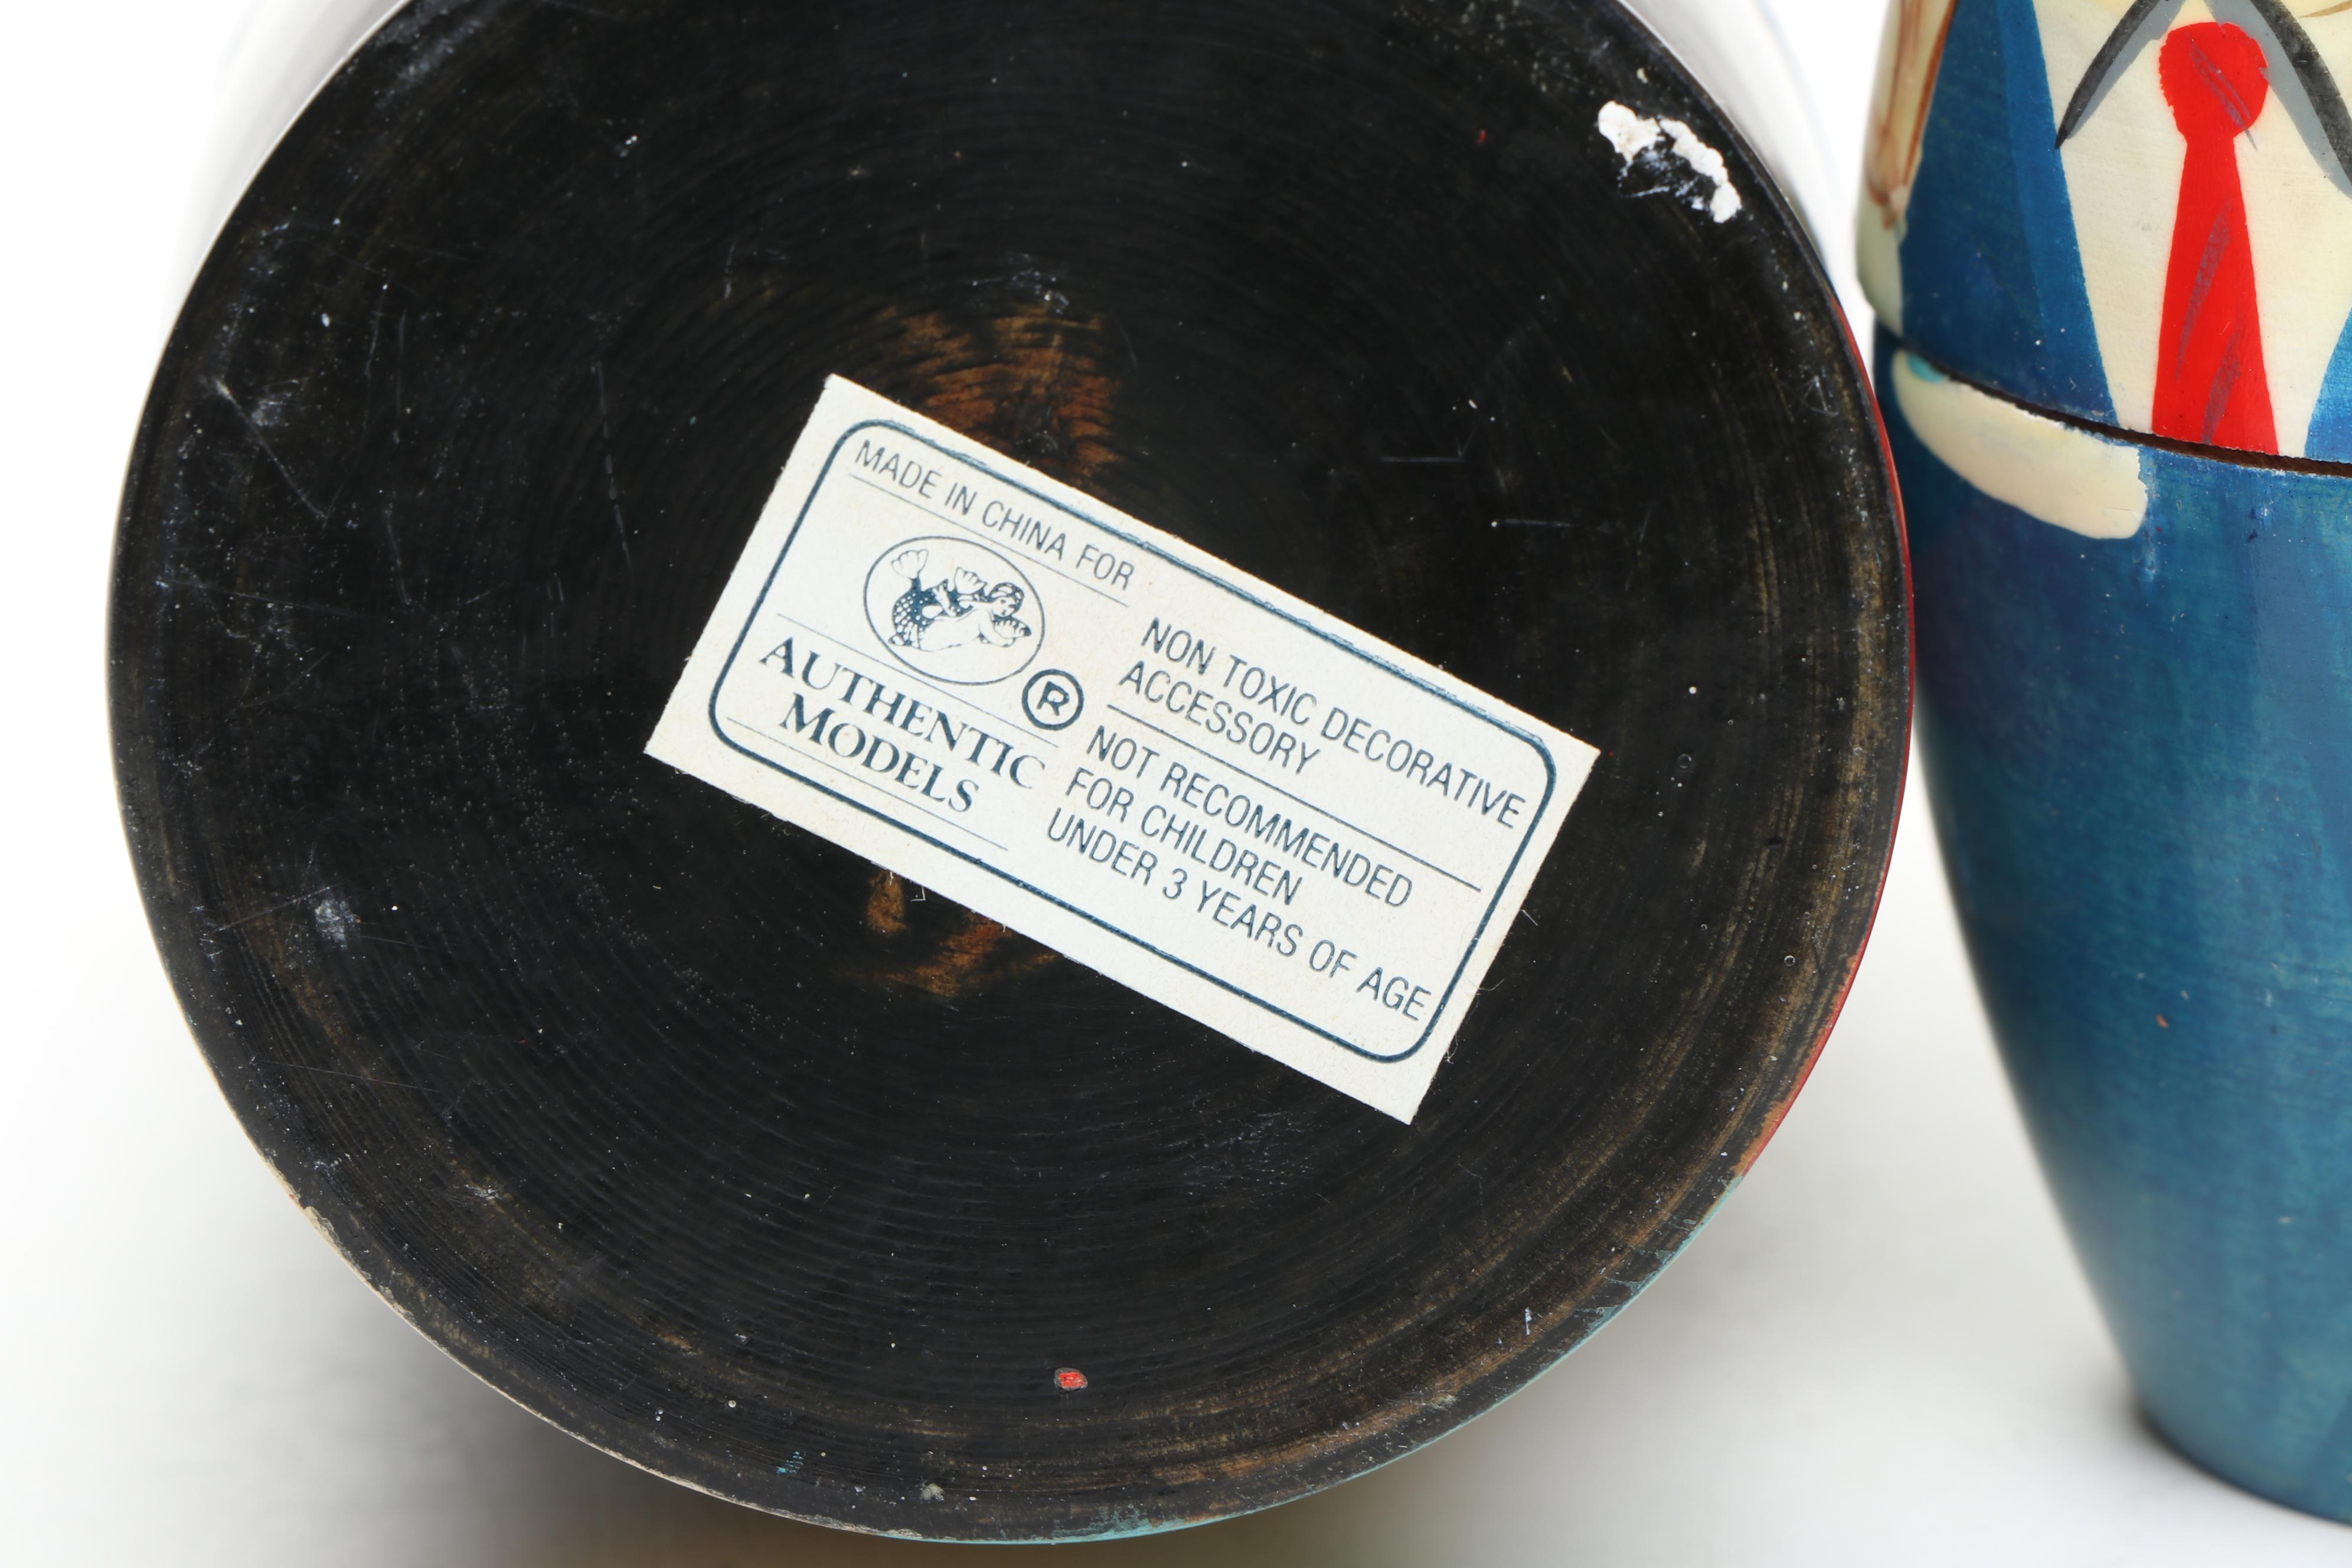 MADE IN CHINA FOR
®
AUTHENTIC
MODELS
NON TOXIC DECORATIVE
ACCESSORY
NOT RECOMMENDED
FOR CHILDREN
UNDER 3 YEARS OF AGE